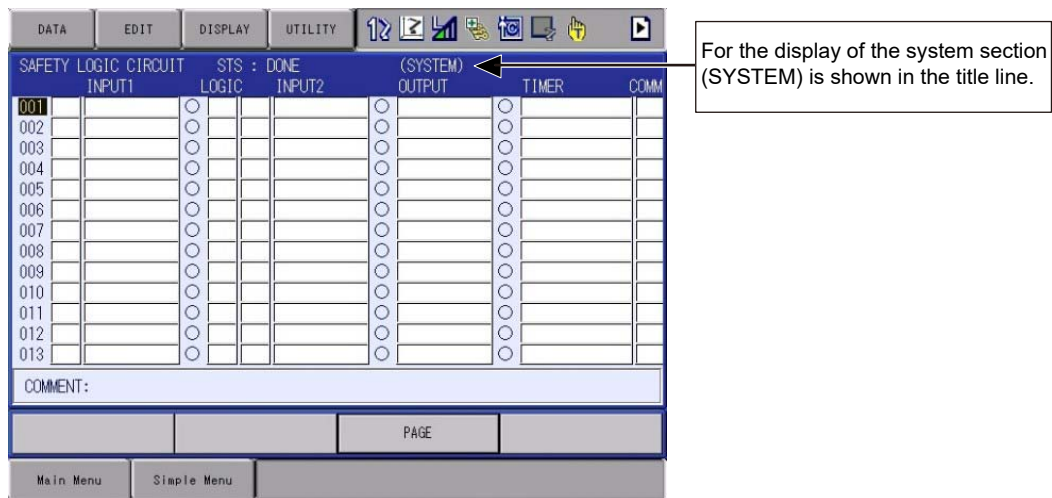 DATA EDIT DISPLAY UTILITY
SAFETY LOGIC CIRCUIT STS : DONE (SYSTEM)
INPUT1 LOGIC INPUT2 OUTPUT TIMER COMM
001
002
003
004
005
006
007
008
009
010
011
012
013
COMMENT:
PAGE
Main Menu Simple Menu
For the display of the system section
(SYSTEM) is shown in the title line.